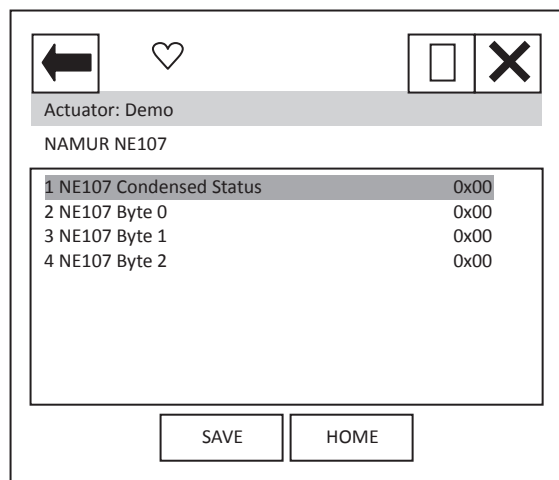 Actuator: Demo
NAMUR NE107
1 NE107 Condensed Status 0x00
2 NE107 Byte 0 0x00
3 NE107 Byte 1 0x00
4 NE107 Byte 2 0x00
SAVE HOME